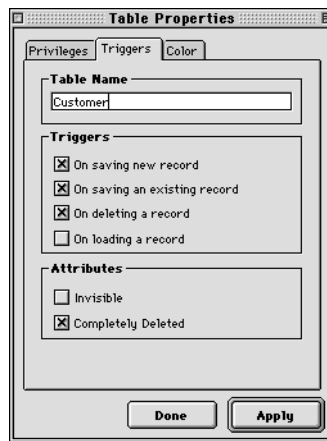 Table Properties
Privileges Triggers Color
Table Name
Customer
Triggers
On saving new record
On saving an existing record
On deleting a record
On loading a record
Attributes
Invisible
Completely Deleted
Done Apply